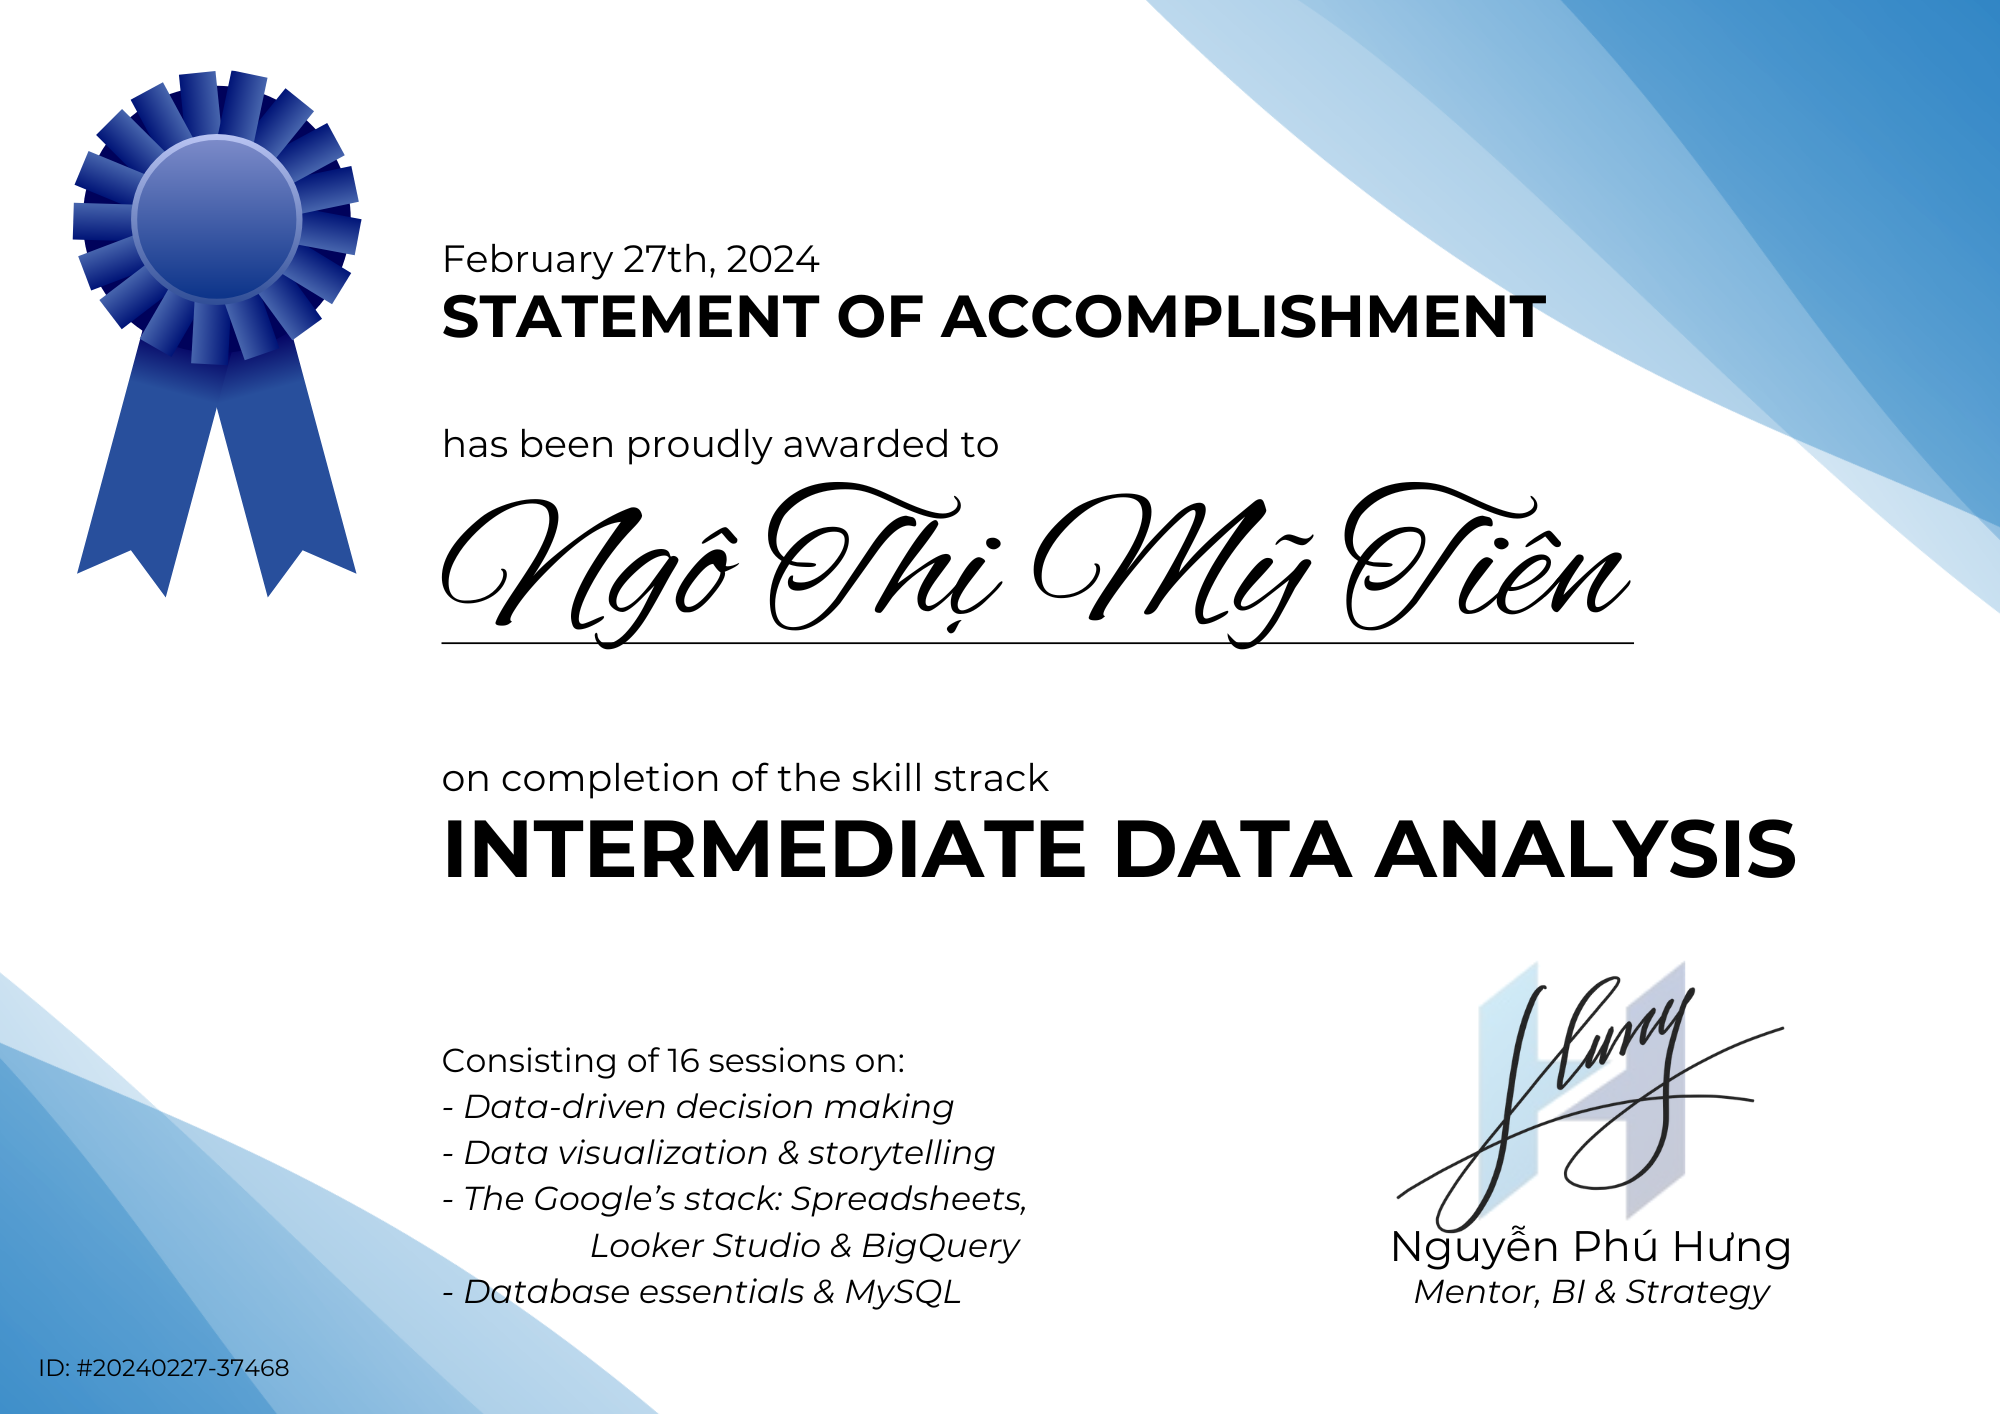 February 27th, 2024
STATEMENT OF ACCOMPLISHMENT
has been proudly awarded to
Ngô Thị Mỹ Tiên
on completion of the skill strack
INTERMEDIATE DATA ANALYSIS
Consisting of 16 sessions on:
- Data-driven decision making
- Data visualization & storytelling
- The Google’s stack: Spreadsheets,
Looker Studio & BigQuery
- Database essentials & MySQL
Hung
Nguyễn Phú Hưng
Mentor, BI & Strategy
ID: #20240227-37468